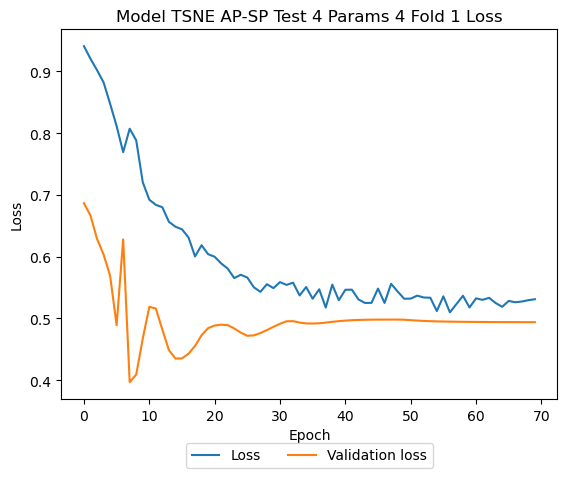 Model TSNE AP-SP Test 4 Params 4 Fold 1 Loss
Loss
0.9
0.8
0.7
0.6
0.5
0.4
0 10 20 30 40 50 60 70
Epoch
Loss Validation loss